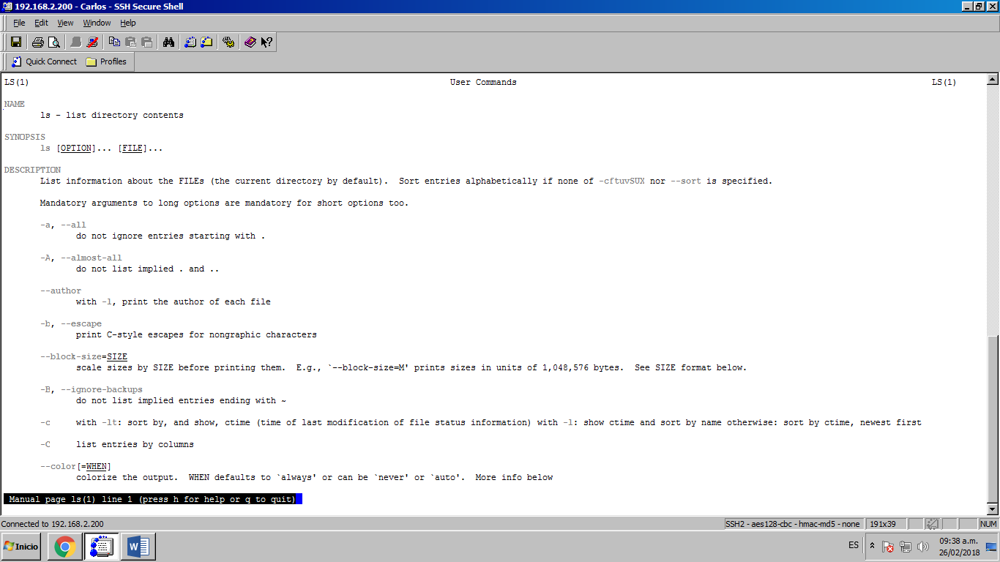 192.168.2.200 - Carlos - SSH Secure Shell
File Edit View Window Help
Quick Connect Profiles
LS(1) User Commands LS(1)
NAME
ls - list directory contents
SYNOPSIS
ls [OPTION]... [FILE]...
DESCRIPTION
List information about the FILEs (the current directory by default). Sort entries alphabetically if none of -cftuvSUX nor --sort is specified.
Mandatory arguments to long options are mandatory for short options too.
-a, --all
do not ignore entries starting with .
-A, --almost-all
do not list implied . and ..
--author
with -l, print the author of each file
-b, --escape
print C-style escapes for nongraphic characters
--block-size=SIZE
scale sizes by SIZE before printing them. E.g., `--block-size=M' prints sizes in units of 1,048,576 bytes. See SIZE format below.
-B, --ignore-backups
do not list implied entries ending with ~
-c with -lt: sort by, and show, ctime (time of last modification of file status information) with -l: show ctime and sort by name otherwise: sort by ctime, newest first
-C list entries by columns
--color[=WHEN]
colorize the output. WHEN defaults to `always' or can be `never' or `auto'. More info below
Manual page ls(1) line 1 (press h for help or q to quit)
Connected to 192.168.2.200 SSH2 - aes128-cbc - hmac-md5 - none 191x39 NUM
Inicio ES 09:38 a.m.
26/02/2018